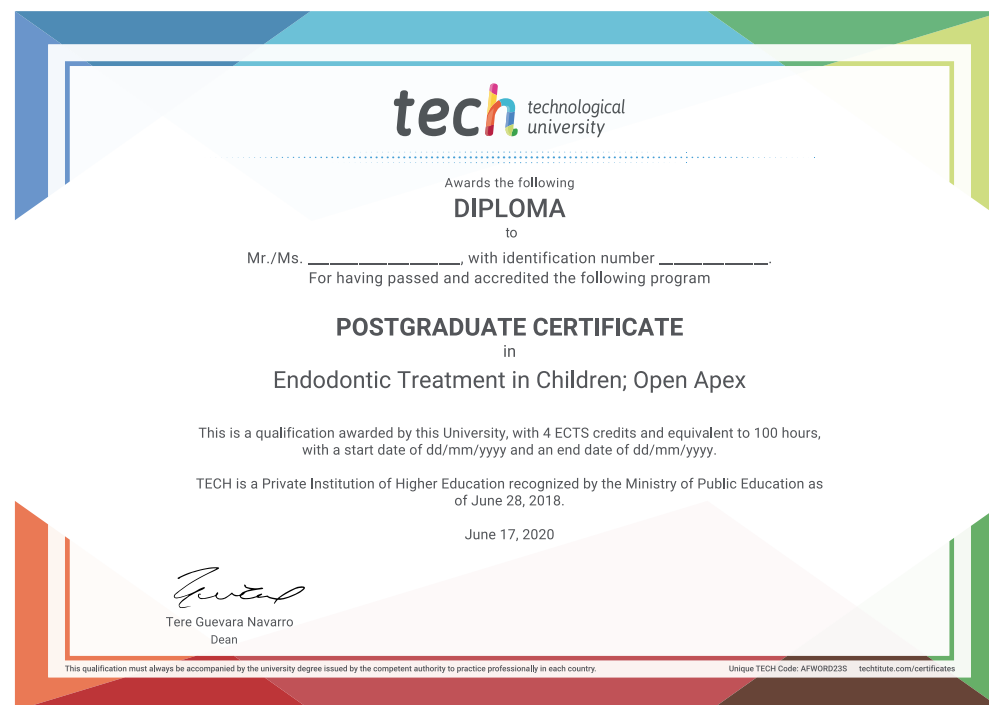 tech technological
university
Awards the following
DIPLOMA
to
Mr./Ms. ____________________, with identification number ______________.
For having passed and accredited the following program
POSTGRADUATE CERTIFICATE
in
Endodontic Treatment in Children; Open Apex
This is a qualification awarded by this University, with 4 ECTS credits and equivalent to 100 hours,
with a start date of dd/mm/yyyy and an end date of dd/mm/yyyy.
TECH is a Private Institution of Higher Education recognized by the Ministry of Public Education as
of June 28, 2018.
June 17, 2020
Tere Guevara Navarro
Dean
This qualification must always be accompanied by the university degree issued by the competent authority to practice professionally in each country.
Unique TECH Code: AFWORD23S techtitute.com/certificates